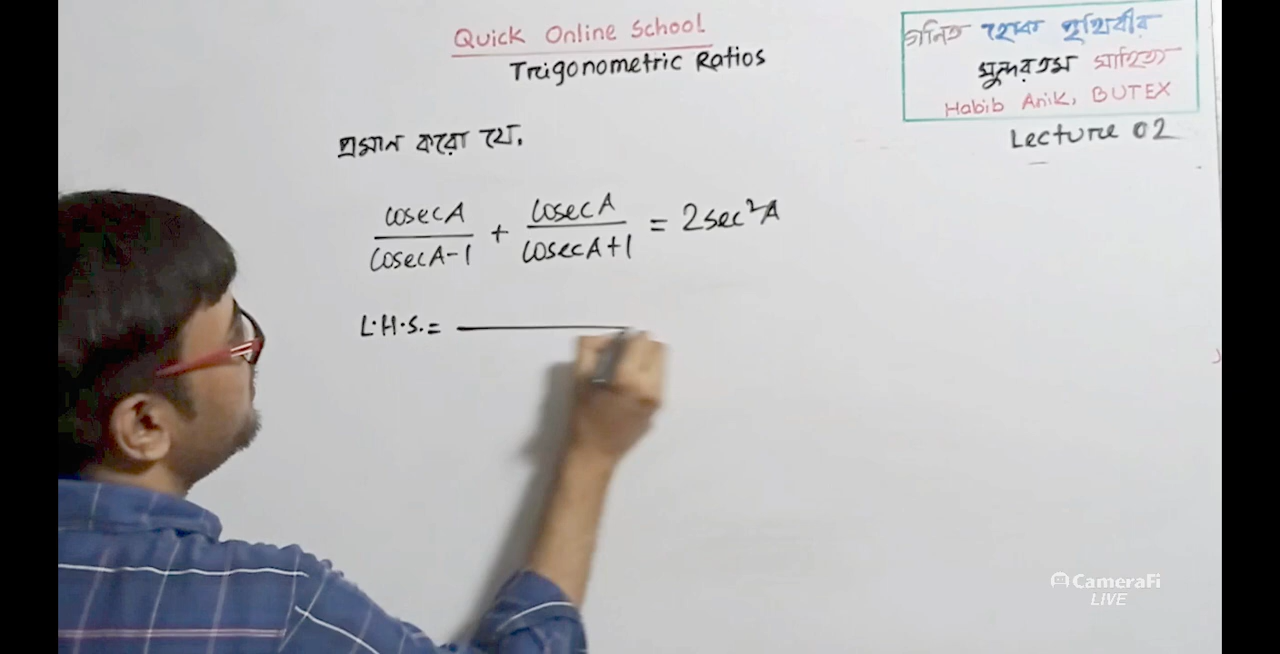 Quick Online School
Trigonometric Ratios
গনিত হোক পৃথিবীর
সুন্দরতম সাহিত্য
Habib Anik, BUTEX
Lecture 02
প্রমান করো যে,
cosecA/cosecA-1 + cosecA/cosecA+1 = 2sec²A
L.H.S. =
CameraFi
LIVE